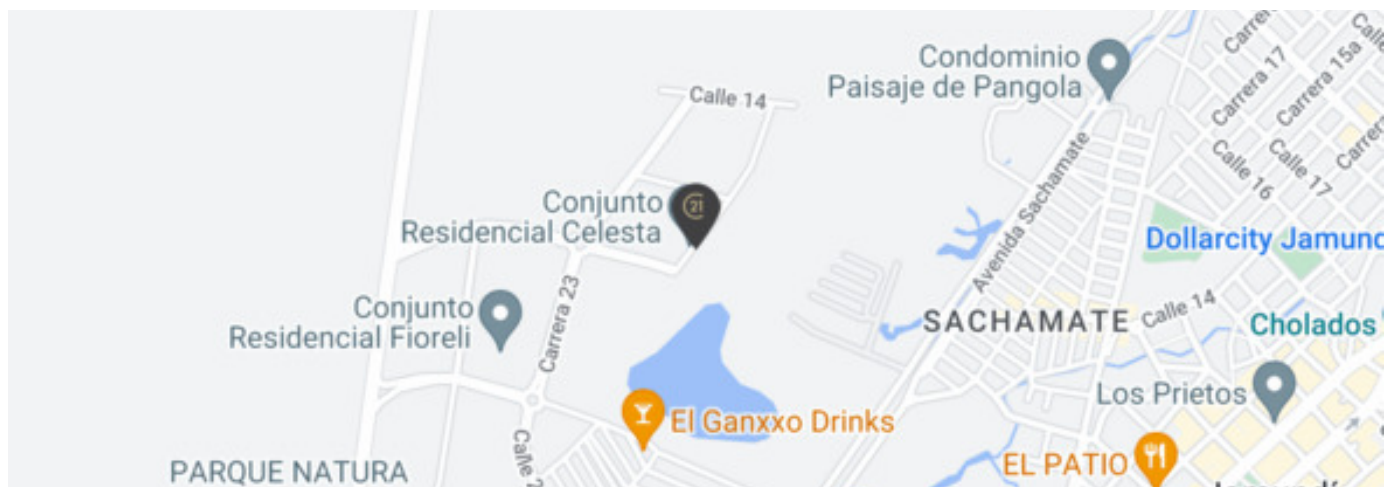 Condominio
Paisaje de Pangola
Calle 14
Carrera 17
Carrera 15a
Calle 16
Calle 17
Conjunto
Residencial Celesta
21
Avenida Sachamate
Dollarcity Jamund
Conjunto
Residencial Fioreli
Carrera 23
SACHAMATE
Calle 14
Cholados
Los Prietos
El Ganxxo Drinks
EL PATIO
PARQUE NATURA